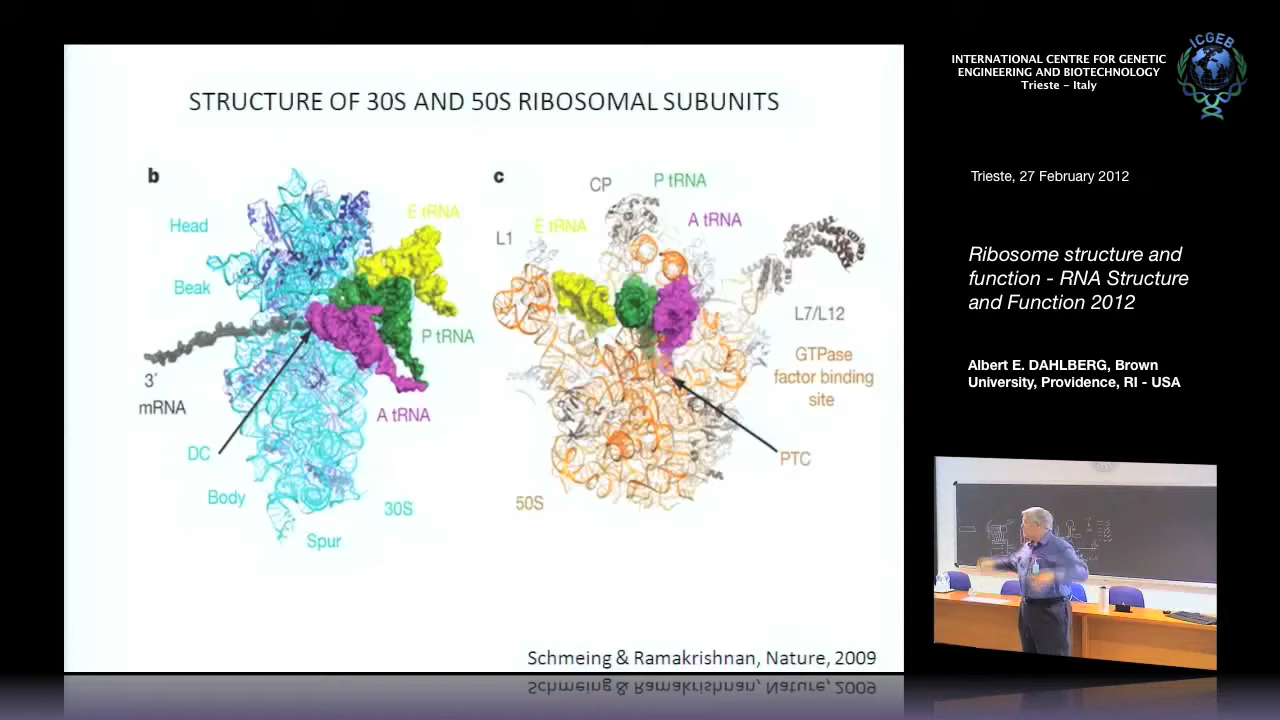 STRUCTURE OF 30S AND 50S RIBOSOMAL SUBUNITS
b
Head
Beak
3′
mRNA
DC
Body
Spur
30S
E tRNA
P tRNA
A tRNA
c
CP
P tRNA
E tRNA
A tRNA
L1
L7/L12
GTPase
factor binding
site
PTC
50S
Schmeing & Ramakrishnan, Nature, 2009
INTERNATIONAL CENTRE FOR GENETIC
ENGINEERING AND BIOTECHNOLOGY
Trieste - Italy
ICGEB
Trieste, 27 February 2012
Ribosome structure and
function - RNA Structure
and Function 2012
Albert E. DAHLBERG, Brown
University, Providence, RI - USA